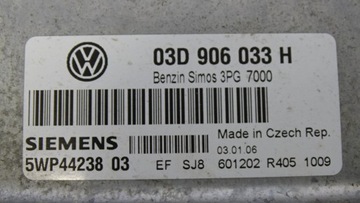 03D 906 033 H
Benzin Simos 3PG 7000
SIEMENS
Made in Czech Rep.
03.01.06
5WP44238 03 EF SJ8 601202 R405 1009